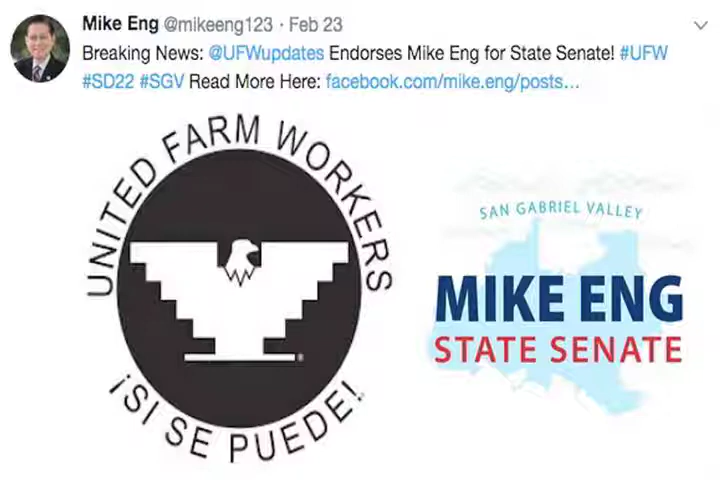 Mike Eng @mikeeng123 · Feb 23
Breaking News: @UFWupdates Endorses Mike Eng for State Senate! #UFW
#SD22 #SGV Read More Here: facebook.com/mike.eng/posts...
UNITED FARM WORKERS
¡SI SE PUEDE!
SAN GABRIEL VALLEY
MIKE ENG
STATE SENATE